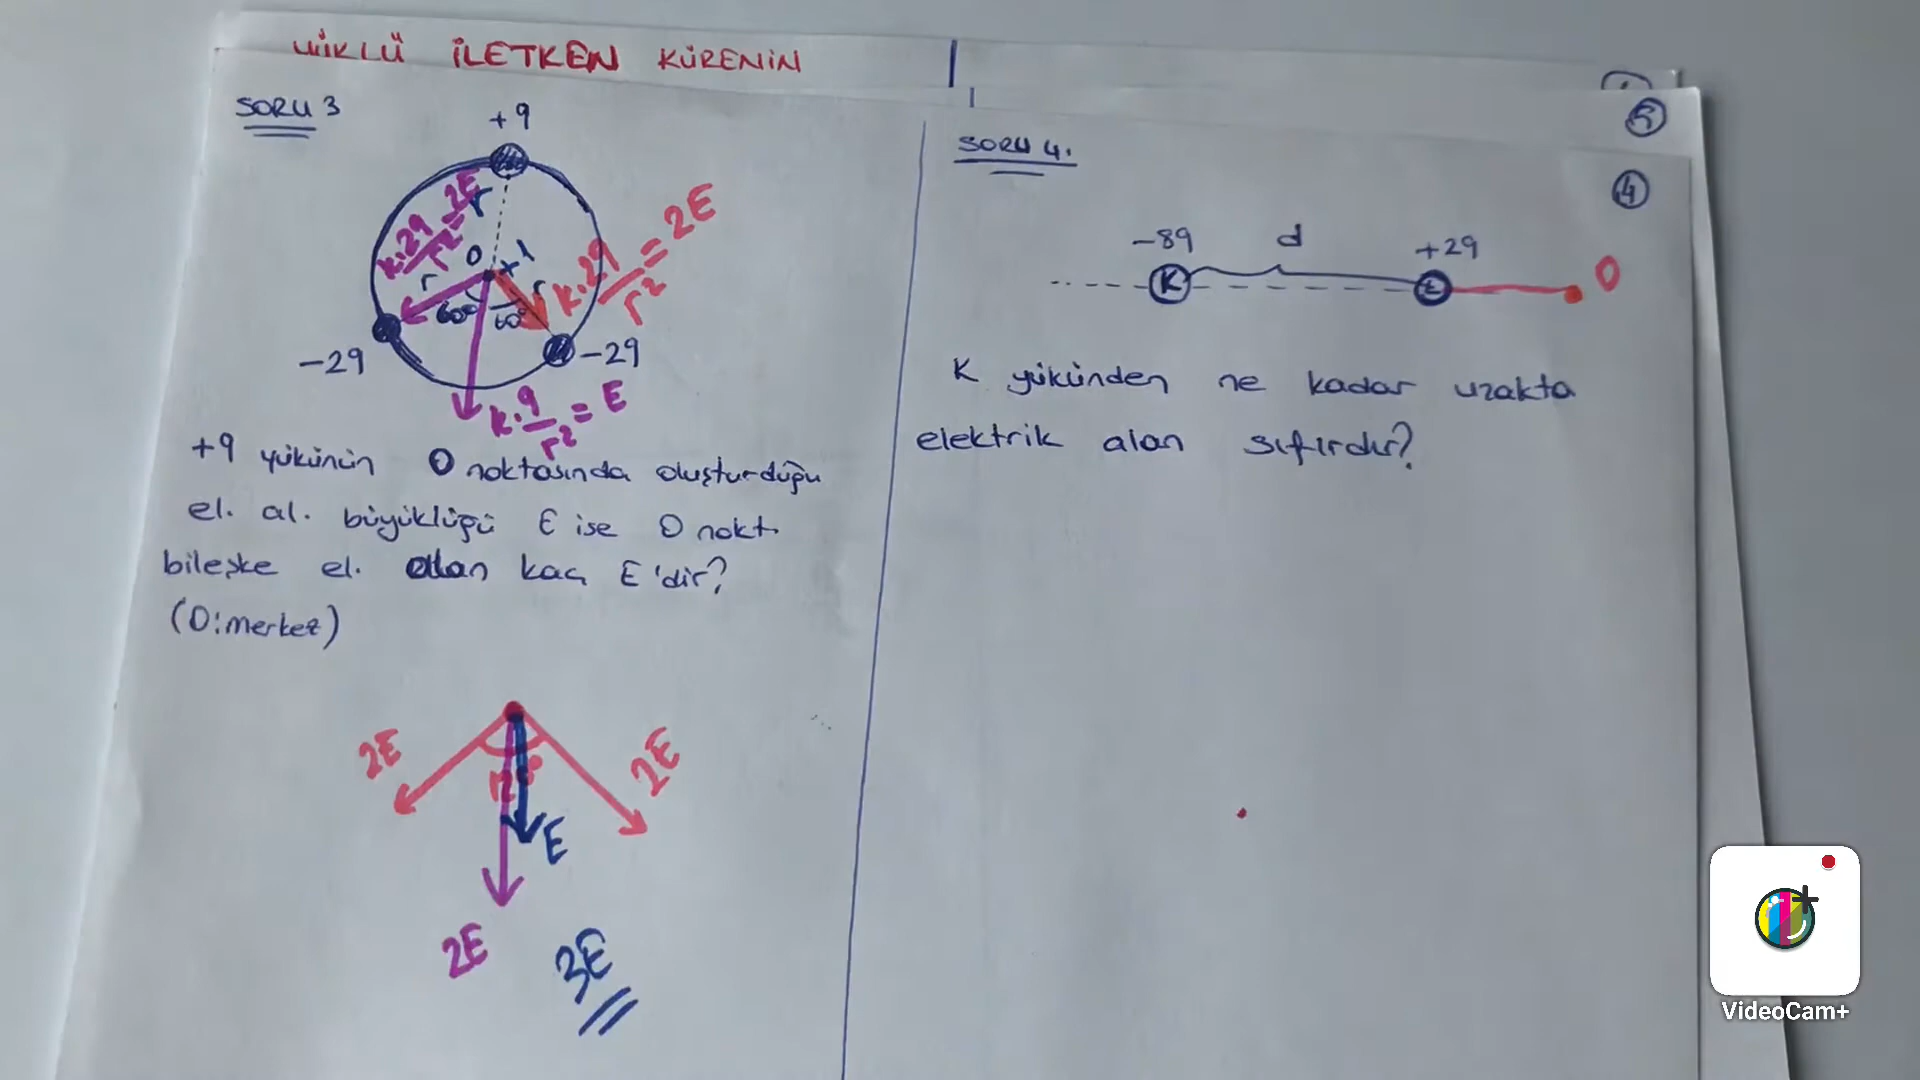 YÜKLÜ İLETKEN KÜRENİN
SORU 3
+q
k.2q/r² = 2E
r
O
+1
r
r
60°
60°
k.2q/r² = 2E
-2q
-2q
k.q/r² = E
+q yükünün O noktasında oluşturduğu
el. al. büyüklüğü E ise O nokt.
bileşke el. alan kaç E'dir?
(O:merkez)
2E
2E
120°
E
2E
3E
5
SORU 4.
4
-8q
d
+2q
O
K
L
K yükünden ne kadar uzakta
elektrik alan sıfırdır?
VideoCam+